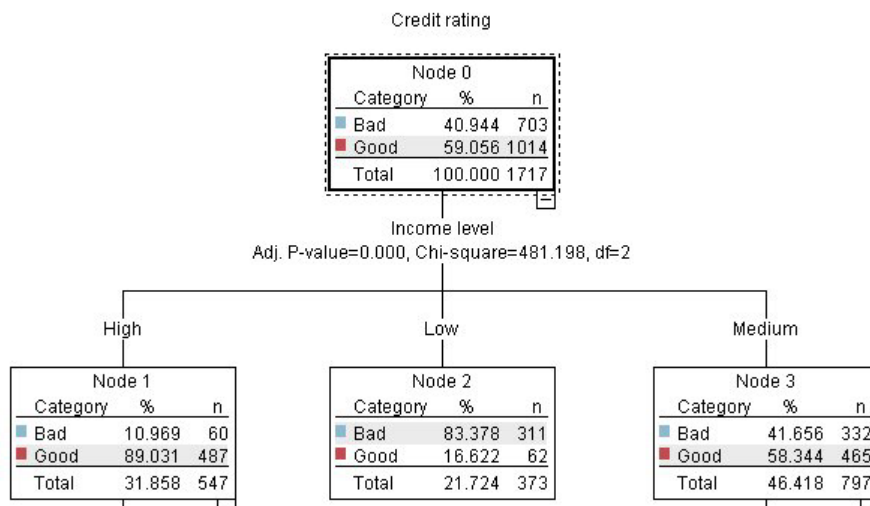 Credit rating
Node 0
Category % n
Bad 40.944 703
Good 59.056 1014
Total 100.000 1717
Income level
Adj. P-value=0.000, Chi-square=481.198, df=2
High
Low
Medium
Node 1
Category % n
Bad 10.969 60
Good 89.031 487
Total 31.858 547
Node 2
Category % n
Bad 83.378 311
Good 16.622 62
Total 21.724 373
Node 3
Category % n
Bad 41.656 332
Good 58.344 465
Total 46.418 797